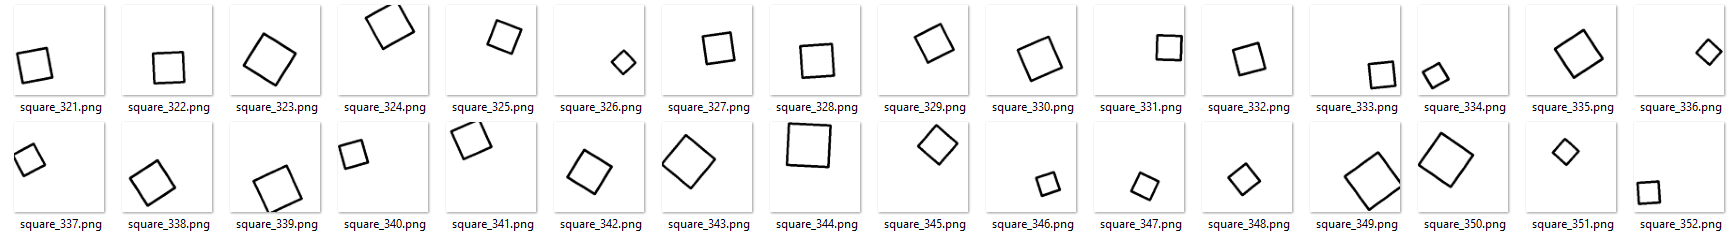 square_321.png square_322.png square_323.png square_324.png square_325.png square_326.png square_327.png square_328.png square_329.png square_330.png square_331.png square_332.png square_333.png square_334.png square_335.png square_336.png
square_337.png square_338.png square_339.png square_340.png square_341.png square_342.png square_343.png square_344.png square_345.png square_346.png square_347.png square_348.png square_349.png square_350.png square_351.png square_352.png